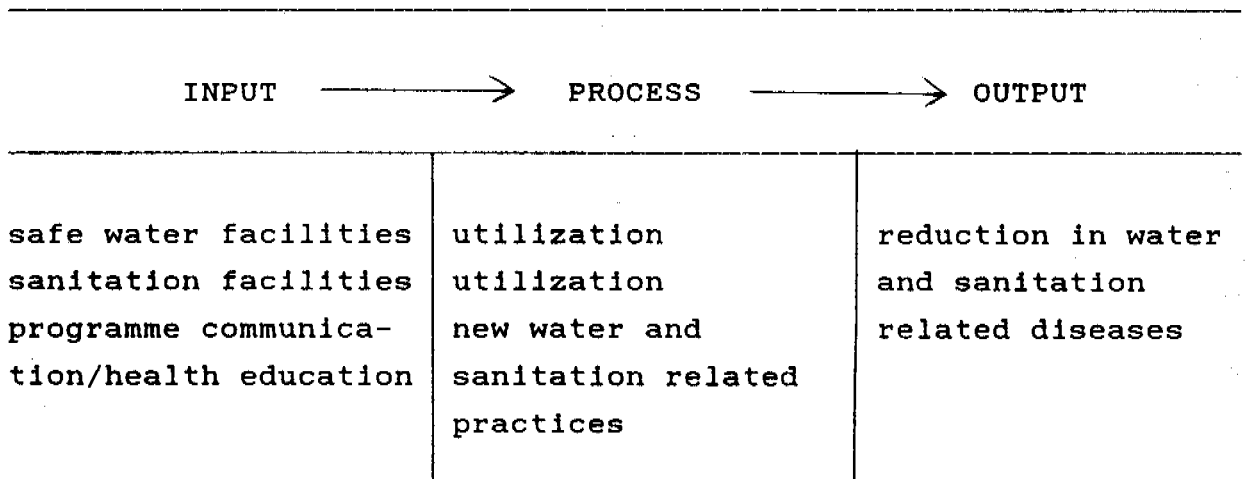 INPUT ⟶ PROCESS ⟶ OUTPUT
safe water facilities
sanitation facilities
programme communica-
tion/health education
utilization
utilization
new water and
sanitation related
practices
reduction in water
and sanitation
related diseases